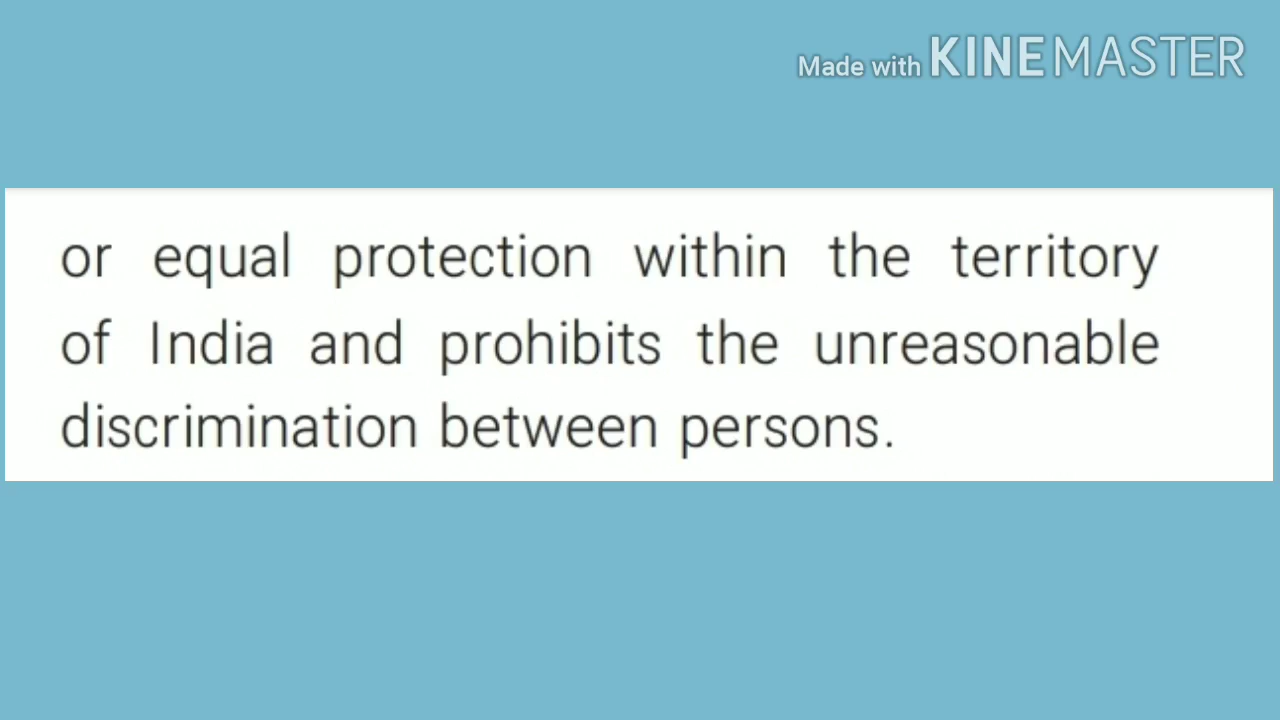 Made with KINEMASTER
or equal protection within the territory
of India and prohibits the unreasonable
discrimination between persons.